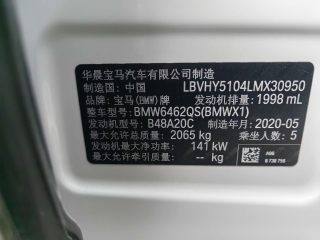 华晨宝马汽车有限公司制造
制造国: 中国 LBVHY5104LMX30950
品牌: 宝马(BMW)牌 发动机排量: 1998 mL
整车型号: BMW6462QS(BMWX1)
发动机型号: B48A20C 制造年月: 2020-05
最大允许总质量: 2065 kg 乘坐人数: 5
发动机最大净功率: 141 kW
最大允许牵引质量: -- kg
A96